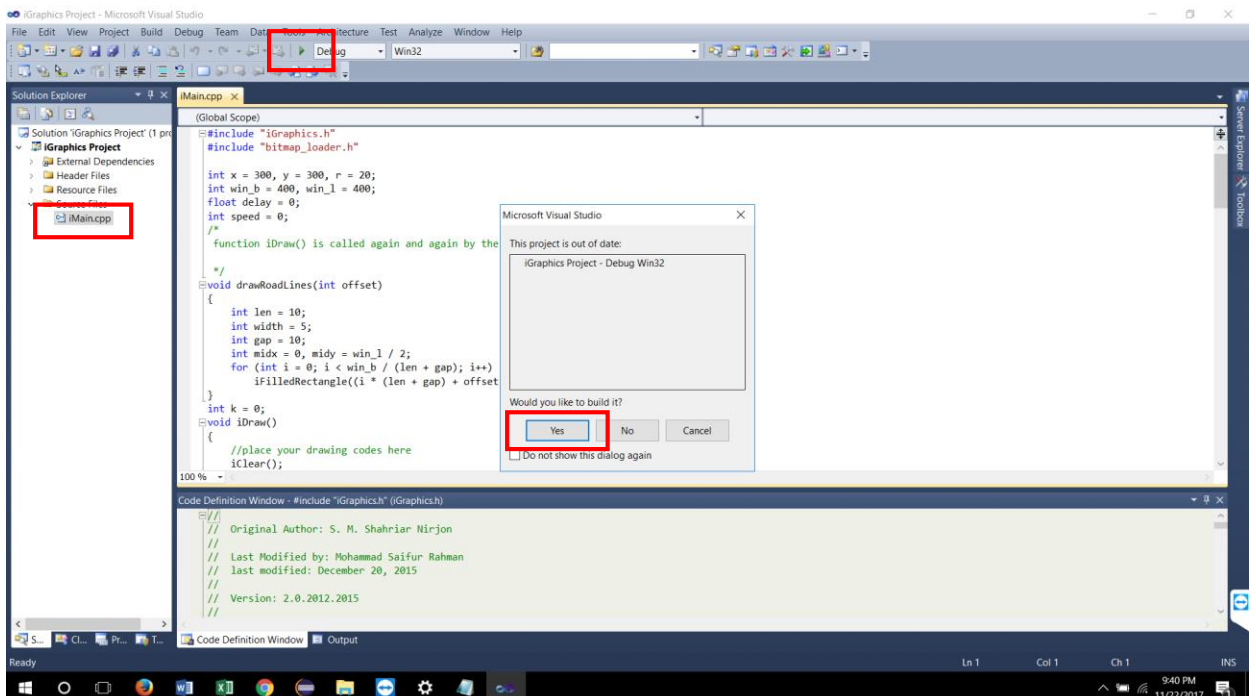 iGraphics Project - Microsoft Visual Studio
File Edit View Project Build Debug Team Data Tools Architecture Test Analyze Window Help
Debug Win32
Solution Explorer
iMain.cpp
(Global Scope)
Solution 'iGraphics Project' (1 pro
iGraphics Project
External Dependencies
Header Files
Resource Files
Source Files
iMain.cpp
#include "iGraphics.h"
#include "bitmap_loader.h"
int x = 300, y = 300, r = 20;
int win_b = 400, win_l = 400;
float delay = 0;
int speed = 0;
/*
function iDraw() is called again and again by the
*/
void drawRoadLines(int offset)
{
int len = 10;
int width = 5;
int gap = 10;
int midx = 0, midy = win_l / 2;
for (int i = 0; i < win_b / (len + gap); i++)
iFilledRectangle((i * (len + gap) + offset
}
int k = 0;
void iDraw()
{
//place your drawing codes here
iClear();
100 %
Microsoft Visual Studio
This project is out of date:
iGraphics Project - Debug Win32
Would you like to build it?
Yes No Cancel
Do not show this dialog again
Server Explorer
Toolbox
Code Definition Window - #include "iGraphics.h" (iGraphics.h)
//
// Original Author: S. M. Shahriar Nirjon
//
// Last Modified by: Mohammad Saifur Rahman
// last modified: December 20, 2015
//
// Version: 2.0.2012.2015
//
S... Cl... Pr... T...
Code Definition Window Output
Ready
Ln 1 Col 1 Ch 1 INS
9:40 PM
11/22/2017